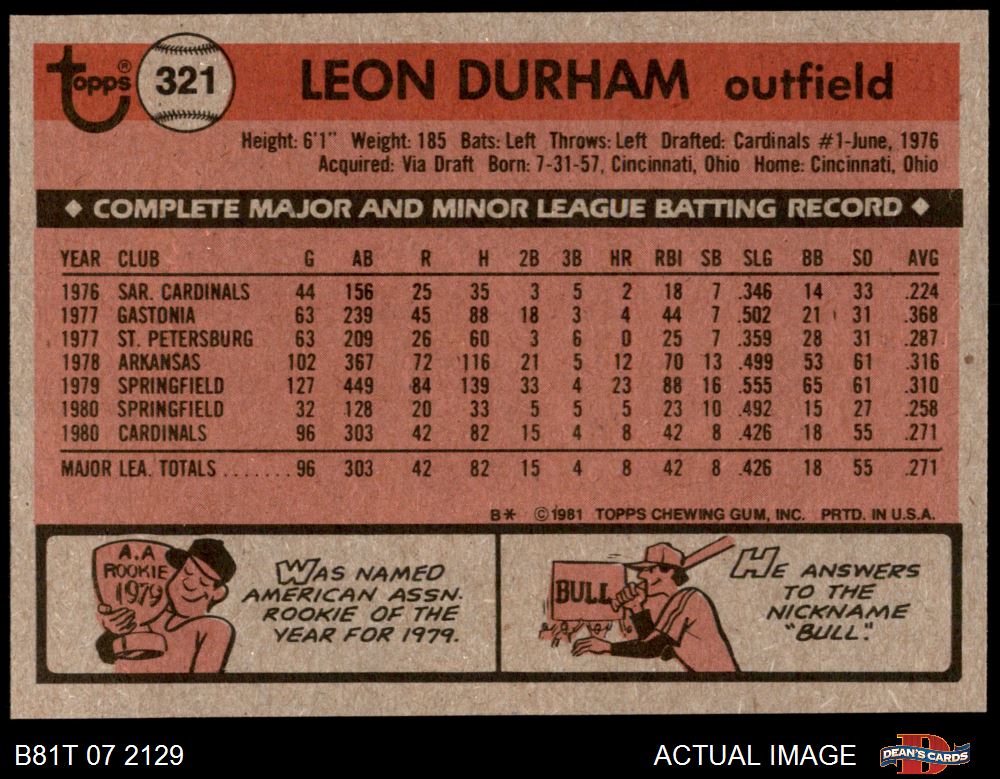 topps® 321 LEON DURHAM outfield
Height: 6'1" Weight: 185 Bats: Left Throws: Left Drafted: Cardinals #1-June, 1976
Acquired: Via Draft Born: 7-31-57, Cincinnati, Ohio Home: Cincinnati, Ohio
◆ COMPLETE MAJOR AND MINOR LEAGUE BATTING RECORD ◆
YEAR CLUB G AB R H 2B 3B HR RBI SB SLG BB SO AVG
1976 SAR. CARDINALS 44 156 25 35 3 5 2 18 7 .346 14 33 .224
1977 GASTONIA 63 239 45 88 18 3 4 44 7 .502 21 31 .368
1977 ST. PETERSBURG 63 209 26 60 3 6 0 25 7 .359 28 31 .287
1978 ARKANSAS 102 367 72 116 21 5 12 70 13 .499 53 61 .316
1979 SPRINGFIELD 127 449 84 139 33 4 23 88 16 .555 65 61 .310
1980 SPRINGFIELD 32 128 20 33 5 5 5 23 10 .492 15 27 .258
1980 CARDINALS 96 303 42 82 15 4 8 42 8 .426 18 55 .271
MAJOR LEA. TOTALS ....... 96 303 42 82 15 4 8 42 8 .426 18 55 .271
B* ©1981 TOPPS CHEWING GUM, INC. PRTD. IN U.S.A.
A.A
ROOKIE
1979
WAS NAMED
AMERICAN ASSN.
ROOKIE OF THE
YEAR FOR 1979.
BULL
HE ANSWERS
TO THE
NICKNAME
"BULL."
B81T 07 2129 ACTUAL IMAGE DEAN'S CARDS